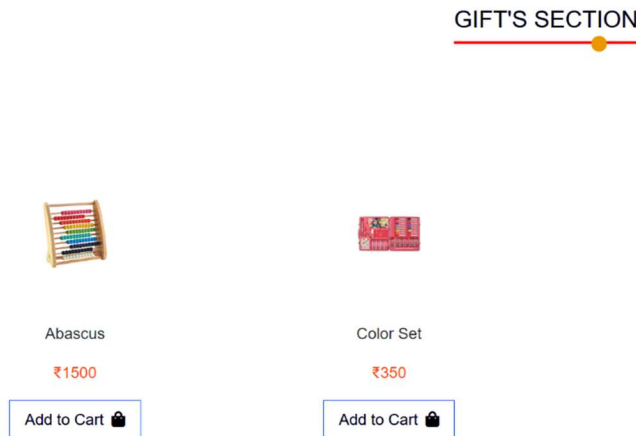 GIFT'S SECTION
Abascus
Color Set
₹1500
₹350
Add to Cart
Add to Cart